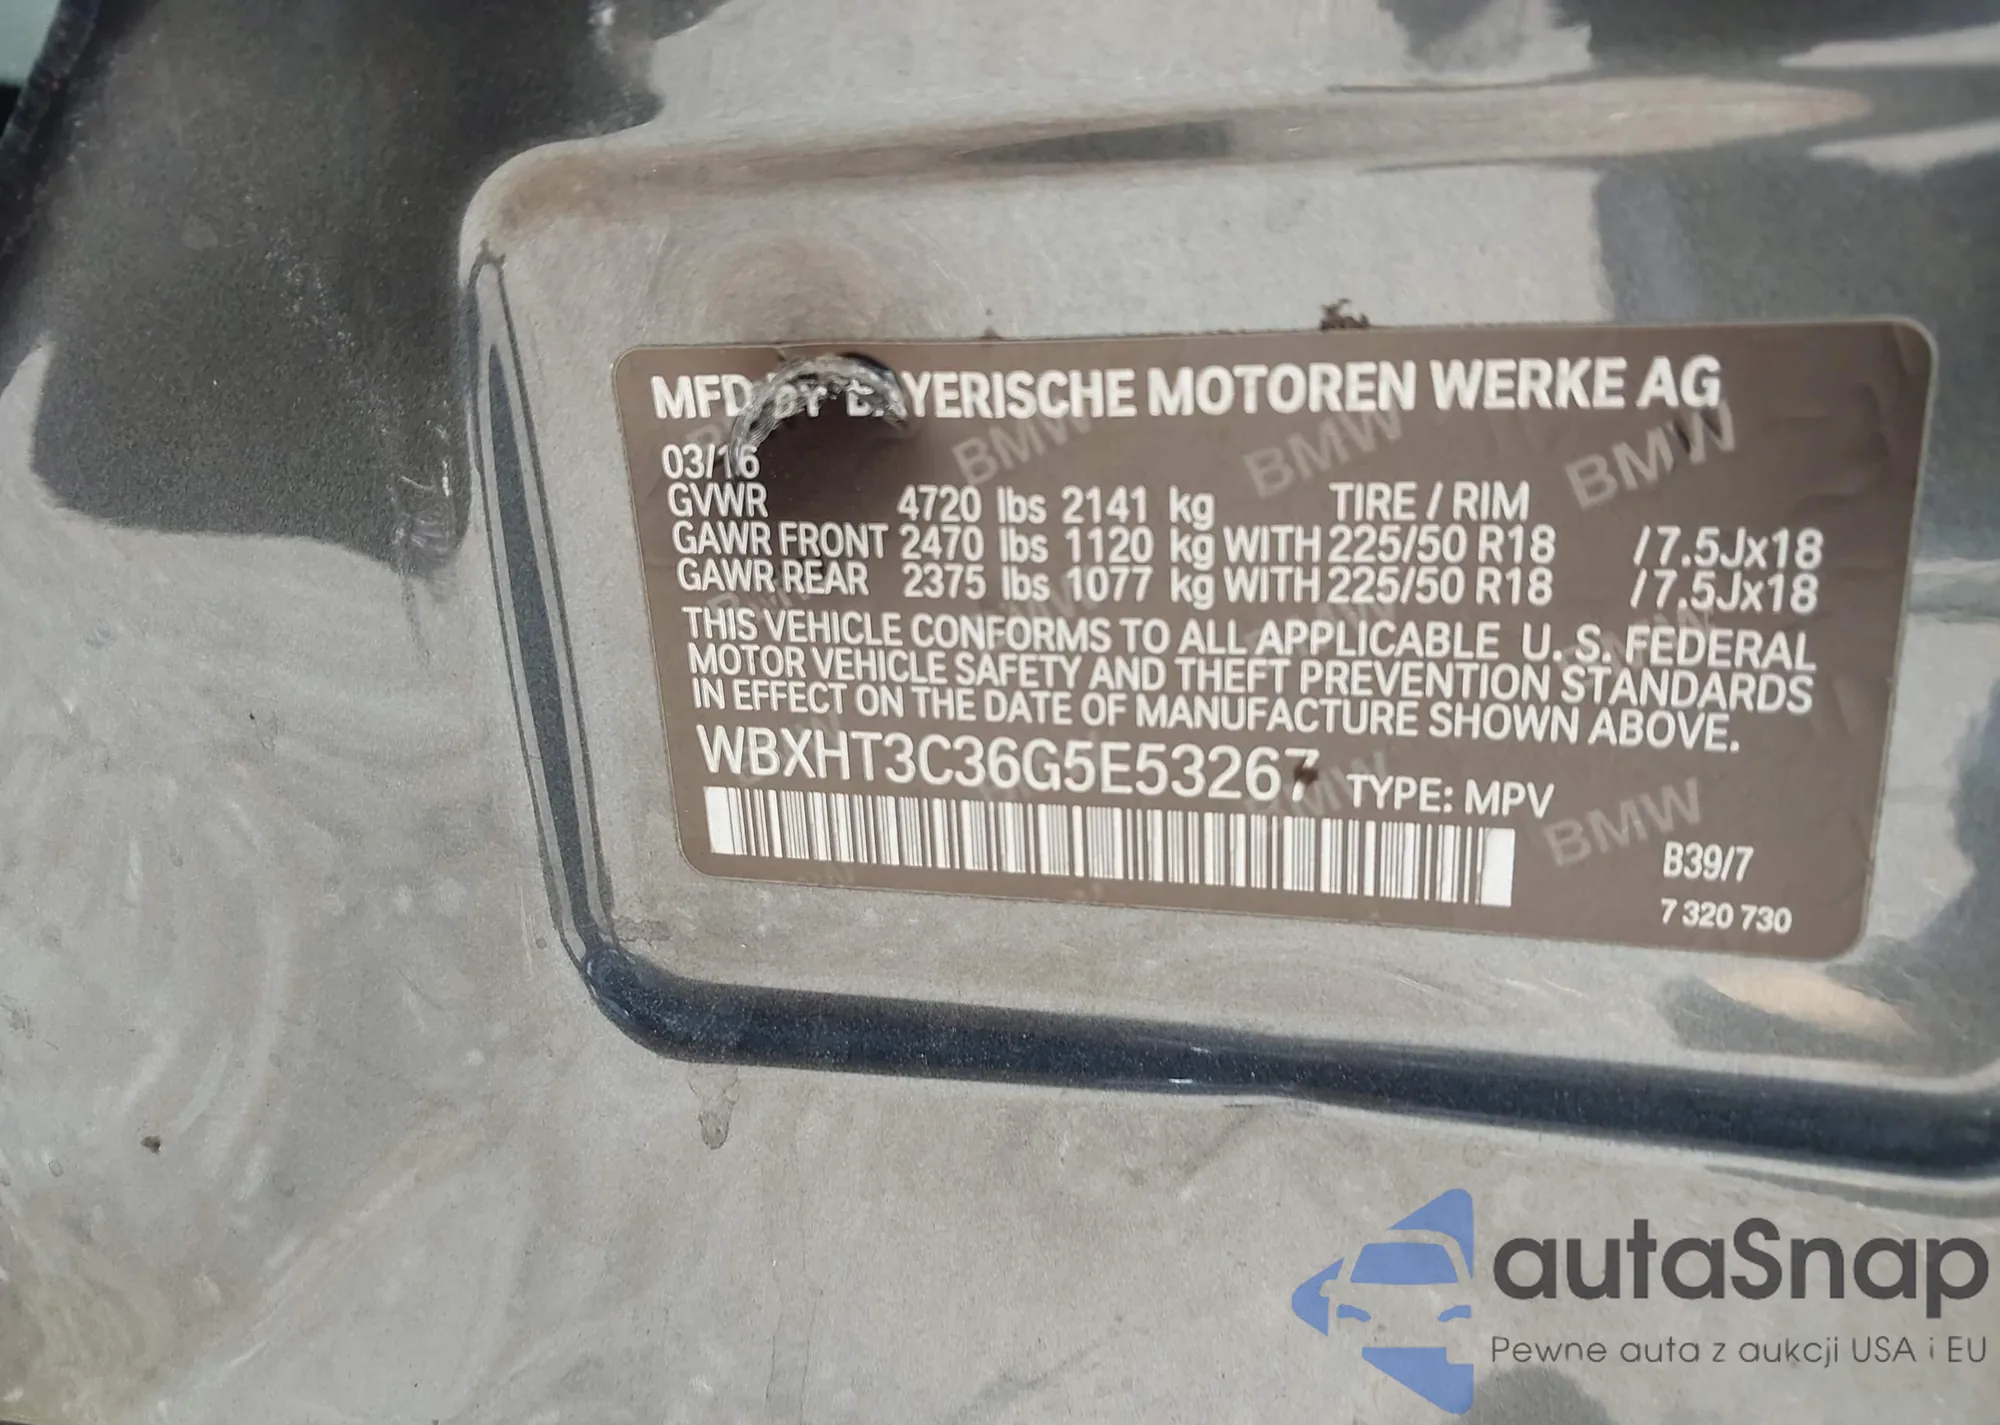 MFD BY BAYERISCHE MOTOREN WERKE AG
03/16
GVWR 4720 lbs 2141 kg TIRE / RIM
GAWR FRONT 2470 lbs 1120 kg WITH 225/50 R18 /7.5Jx18
GAWR REAR 2375 lbs 1077 kg WITH 225/50 R18 /7.5Jx18
THIS VEHICLE CONFORMS TO ALL APPLICABLE U. S. FEDERAL
MOTOR VEHICLE SAFETY AND THEFT PREVENTION STANDARDS
IN EFFECT ON THE DATE OF MANUFACTURE SHOWN ABOVE.
WBXHT3C36G5E53267 TYPE: MPV
B39/7
7 320 730
autaSnap
Pewne auta z aukcji USA i EU